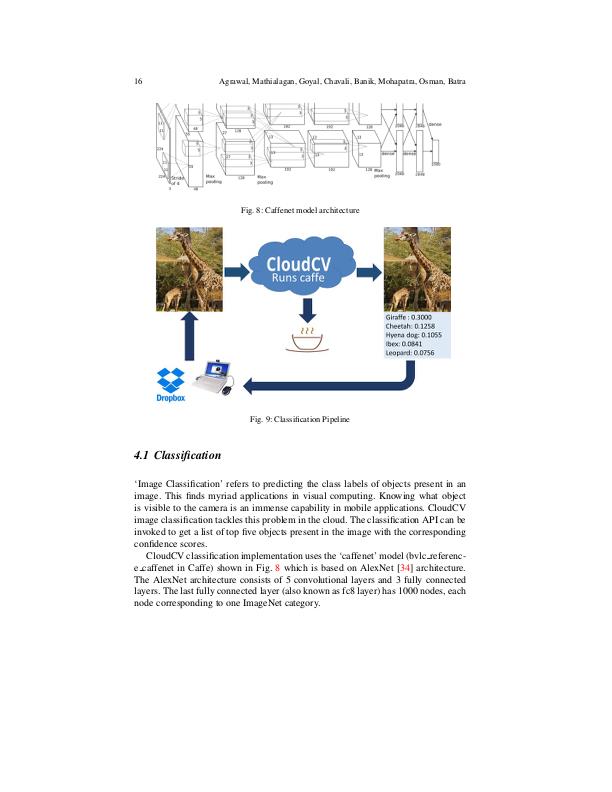 16
Agrawal, Mathialagan, Goyal, Chavali, Banik, Mohapatra, Osman, Batra
192
192
128
2048
2048
dense
48
128
27
13
13
13
224
Stride
of 4
Max
pooling
Max
pooling
Max
pooling
dense
dense
1000
192
192
128
2048
2048
3
48
Fig. 8: Caffenet model architecture
CloudCV
Runs caffe
Giraffe : 0.3000
Cheetah: 0.1258
Hyena dog: 0.1055
Ibex: 0.0841
Leopard: 0.0756
Dropbox
Fig. 9: Classification Pipeline
4.1 Classification
‘Image Classification’ refers to predicting the class labels of objects present in an
image. This finds myriad applications in visual computing. Knowing what object
is visible to the camera is an immense capability in mobile applications. CloudCV
image classification tackles this problem in the cloud. The classification API can be
invoked to get a list of top five objects present in the image with the corresponding
confidence scores.
CloudCV classification implementation uses the ‘caffenet’ model (bvlc_referenc-
e_caffenet in Caffe) shown in Fig. 8 which is based on AlexNet [34] architecture.
The AlexNet architecture consists of 5 convolutional layers and 3 fully connected
layers. The last fully connected layer (also known as fc8 layer) has 1000 nodes, each
node corresponding to one ImageNet category.